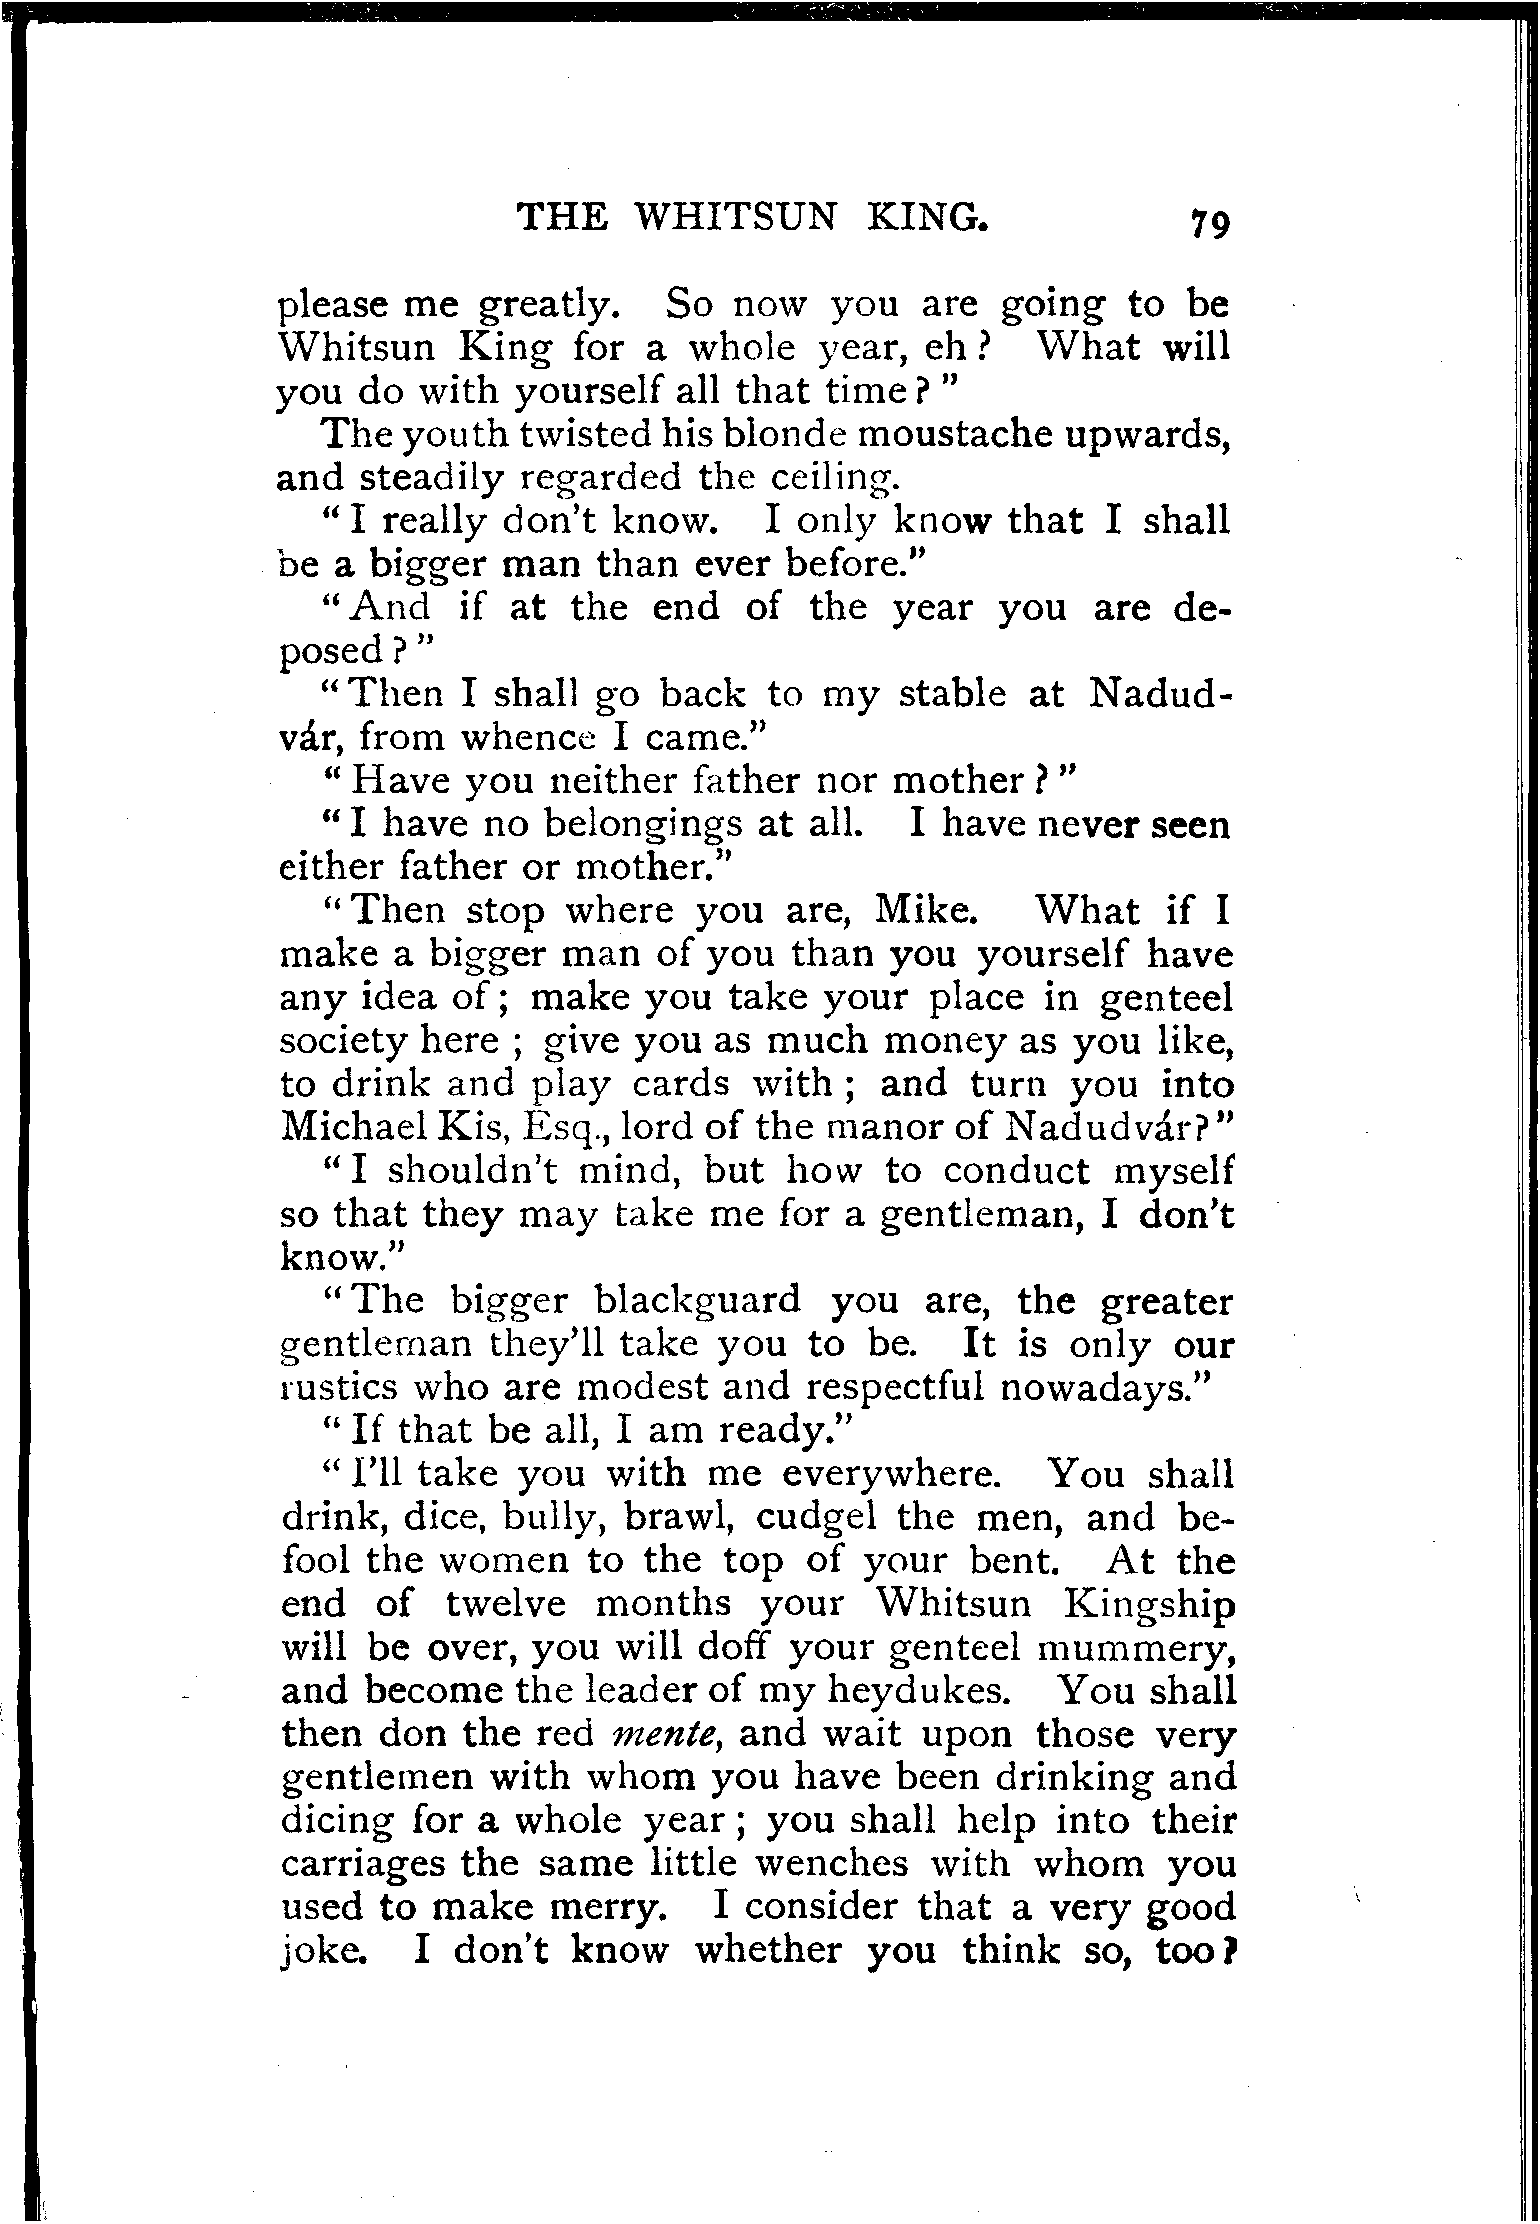 THE WHITSUN KING. 79
please me greatly. So now you are going to be
Whitsun King for a whole year, eh? What will
you do with yourself all that time?"
The youth twisted his blonde moustache upwards,
and steadily regarded the ceiling.
"I really don't know. I only know that I shall
be a bigger man than ever before."
"And if at the end of the year you are de-
posed?"
"Then I shall go back to my stable at Nadud-
vár, from whence I came."
"Have you neither father nor mother?"
"I have no belongings at all. I have never seen
either father or mother."
"Then stop where you are, Mike. What if I
make a bigger man of you than you yourself have
any idea of; make you take your place in genteel
society here; give you as much money as you like,
to drink and play cards with; and turn you into
Michael Kis, Esq., lord of the manor of Nadudvár?"
"I shouldn't mind, but how to conduct myself
so that they may take me for a gentleman, I don't
know."
"The bigger blackguard you are, the greater
gentleman they'll take you to be. It is only our
rustics who are modest and respectful nowadays."
"If that be all, I am ready."
"I'll take you with me everywhere. You shall
drink, dice, bully, brawl, cudgel the men, and be-
fool the women to the top of your bent. At the
end of twelve months your Whitsun Kingship
will be over, you will doff your genteel mummery,
and become the leader of my heydukes. You shall
then don the red mente, and wait upon those very
gentlemen with whom you have been drinking and
dicing for a whole year; you shall help into their
carriages the same little wenches with whom you
used to make merry. I consider that a very good
joke. I don't know whether you think so, too?